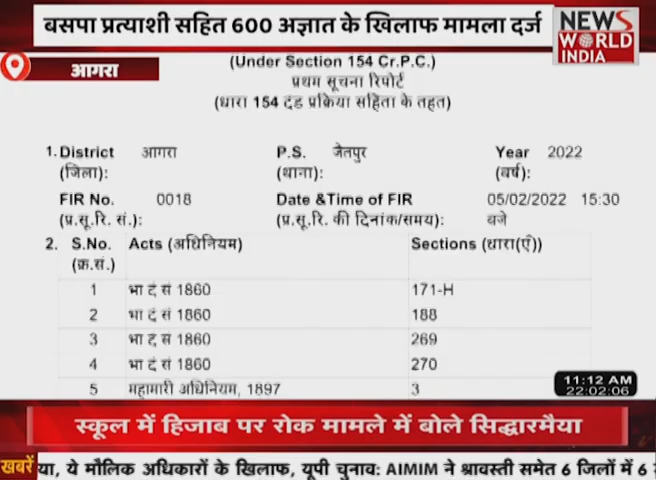 बसपा प्रत्याशी सहित 600 अज्ञात के खिलाफ मामला दर्ज
NEWS
WORLD
INDIA
आगरा
(Under Section 154 Cr.P.C.)
प्रथम सूचना रिपोर्ट
(धारा 154 दंड प्रक्रिया संहिता के तहत)
1. District आगरा P.S. जैतपुर Year 2022
(जिला): (थाना): (वर्ष):
FIR No. 0018 Date &Time of FIR 05/02/2022 15:30
(प्र.सू.रि. सं.): (प्र.सू.रि. की दिनांक/समय): बजे
2. S.No. Acts (अधिनियम) Sections (धारा(एँ))
(क्र.सं.)
1 भा दं सं 1860 171-H
2 भा दं सं 1860 188
3 भा दं सं 1860 269
4 भा दं सं 1860 270
5 महामारी अधिनियम, 1897 3
11:12 AM
22:02:06
स्कूल में हिजाब पर रोक मामले में बोले सिद्धारमैया
खबरें या, ये मौलिक अधिकारों के खिलाफ, यूपी चुनाव: AIMIM ने श्रावस्ती समेत 6 जिलों में 6